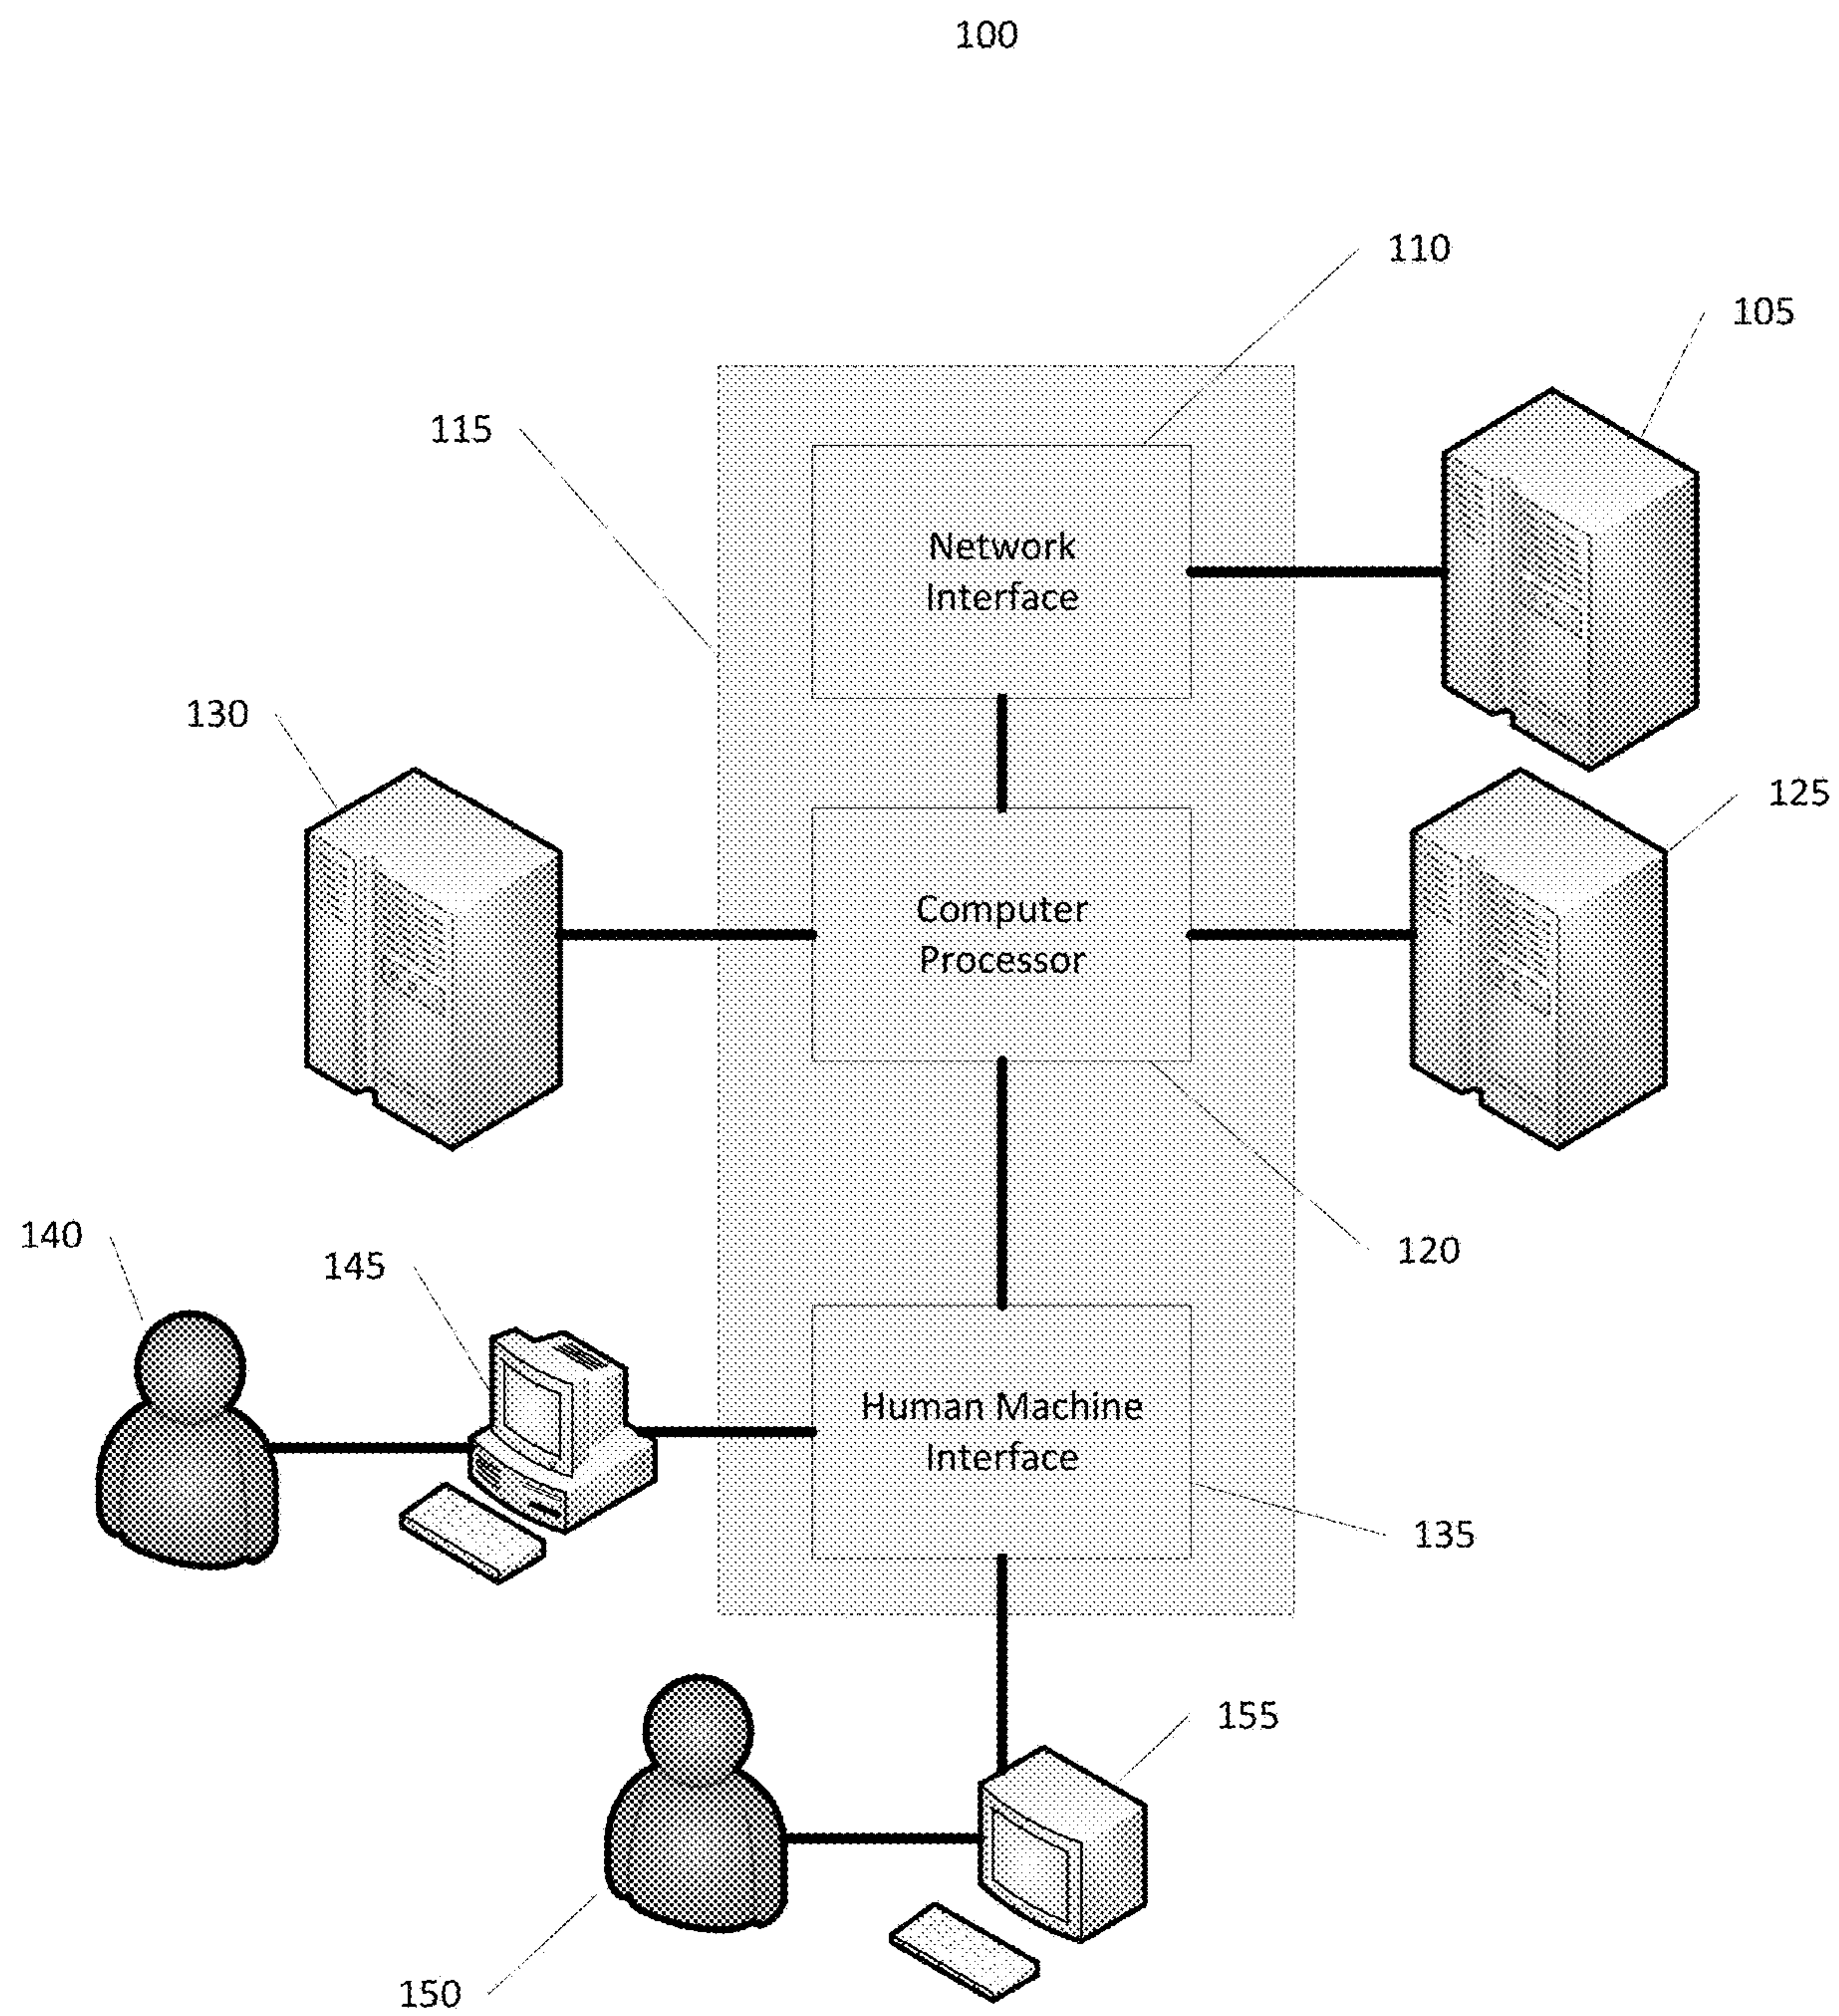 100
110
105
115
Network
Interface
130
125
Computer
Processor
140
145
120
Human Machine
Interface
135
155
150